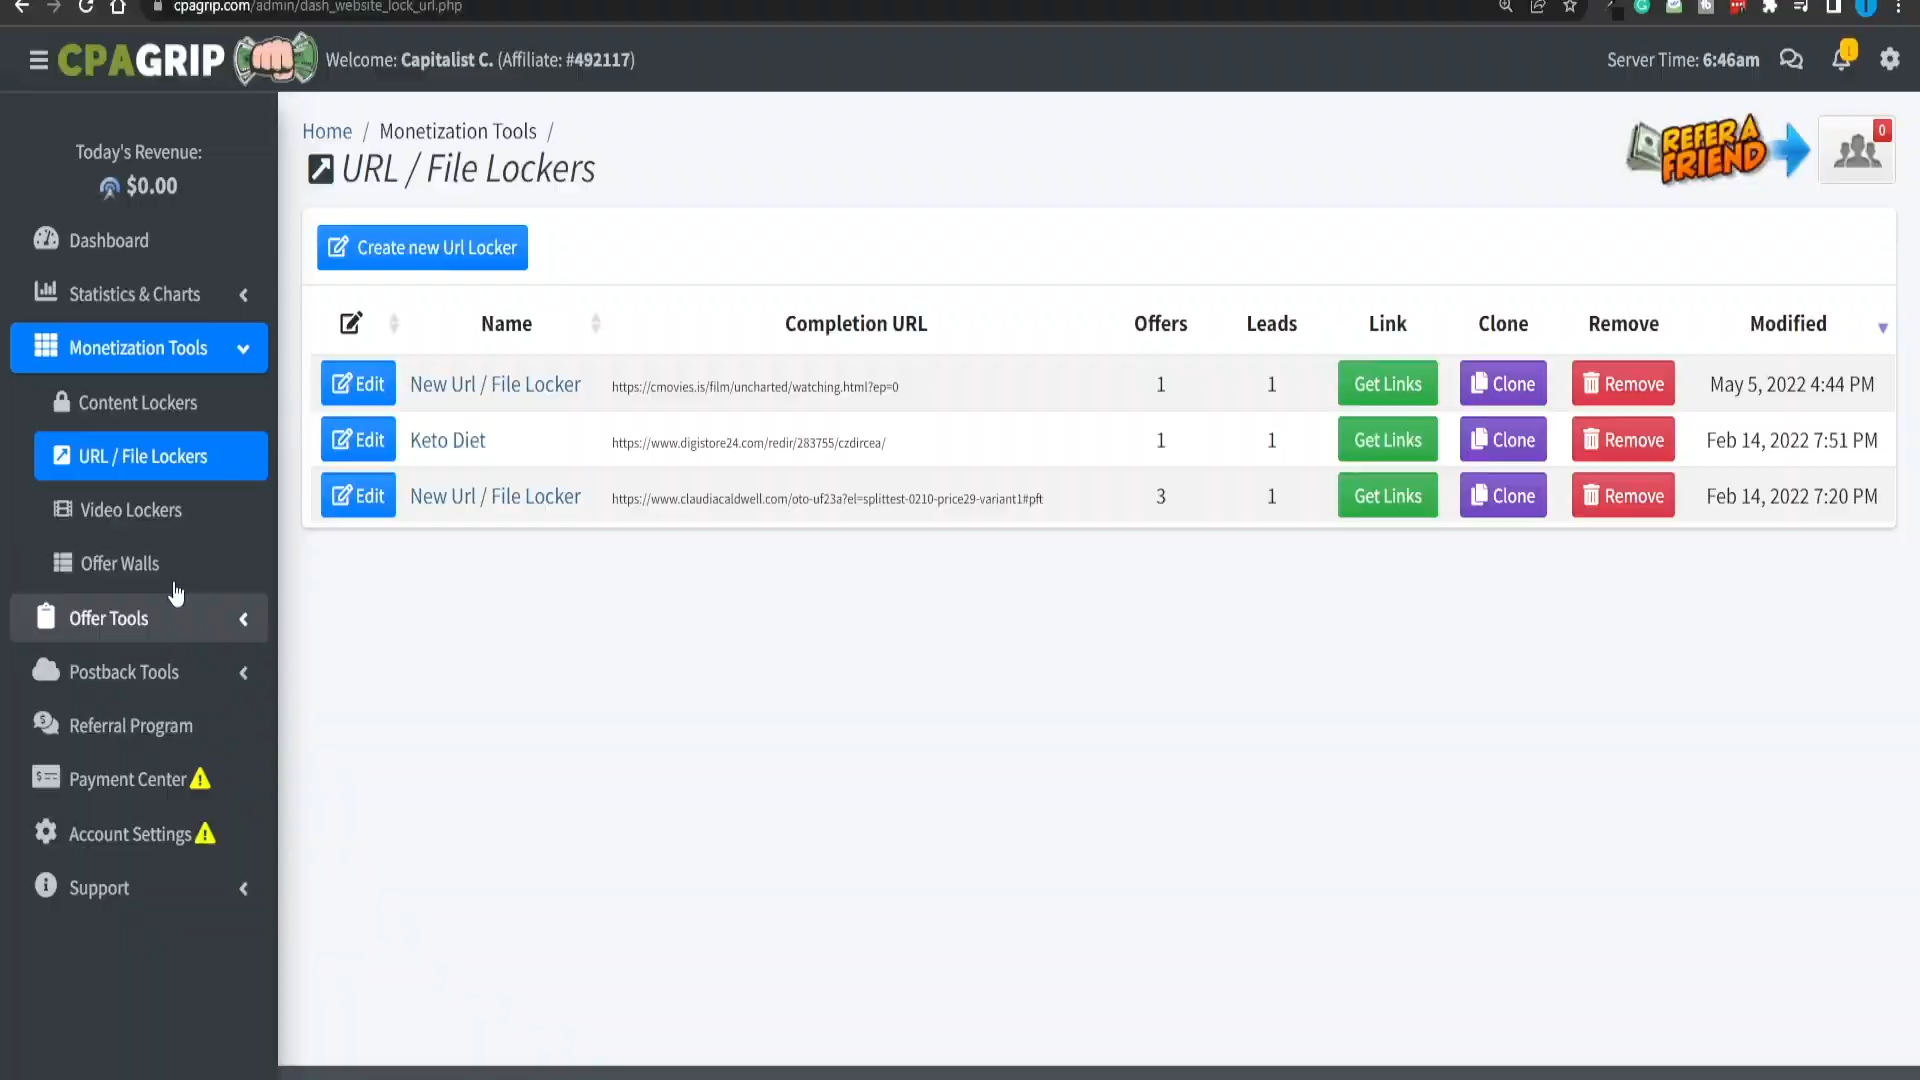 cpagrip.com/admin/dash_website_lock_url.php
CPAGRIP Welcome: Capitalist C. (Affiliate: #492117)
Server Time: 6:46am
Today's Revenue:
$0.00
Dashboard
Statistics & Charts
Monetization Tools
Content Lockers
URL / File Lockers
Video Lockers
Offer Walls
Offer Tools
Postback Tools
Referral Program
Payment Center
Account Settings
Support
Home / Monetization Tools /
URL / File Lockers
REFER A
FRIEND
0
Create new Url Locker
Name Completion URL Offers Leads Link Clone Remove Modified
Edit New Url / File Locker https://cmovies.is/film/uncharted/watching.html?ep=0 1 1 Get Links Clone Remove May 5, 2022 4:44 PM
Edit Keto Diet https://www.digistore24.com/redir/283755/czdircea/ 1 1 Get Links Clone Remove Feb 14, 2022 7:51 PM
Edit New Url / File Locker https://www.claudiacaldwell.com/oto-uf23a?el=splittest-0210-price29-variant1#pft 3 1 Get Links Clone Remove Feb 14, 2022 7:20 PM